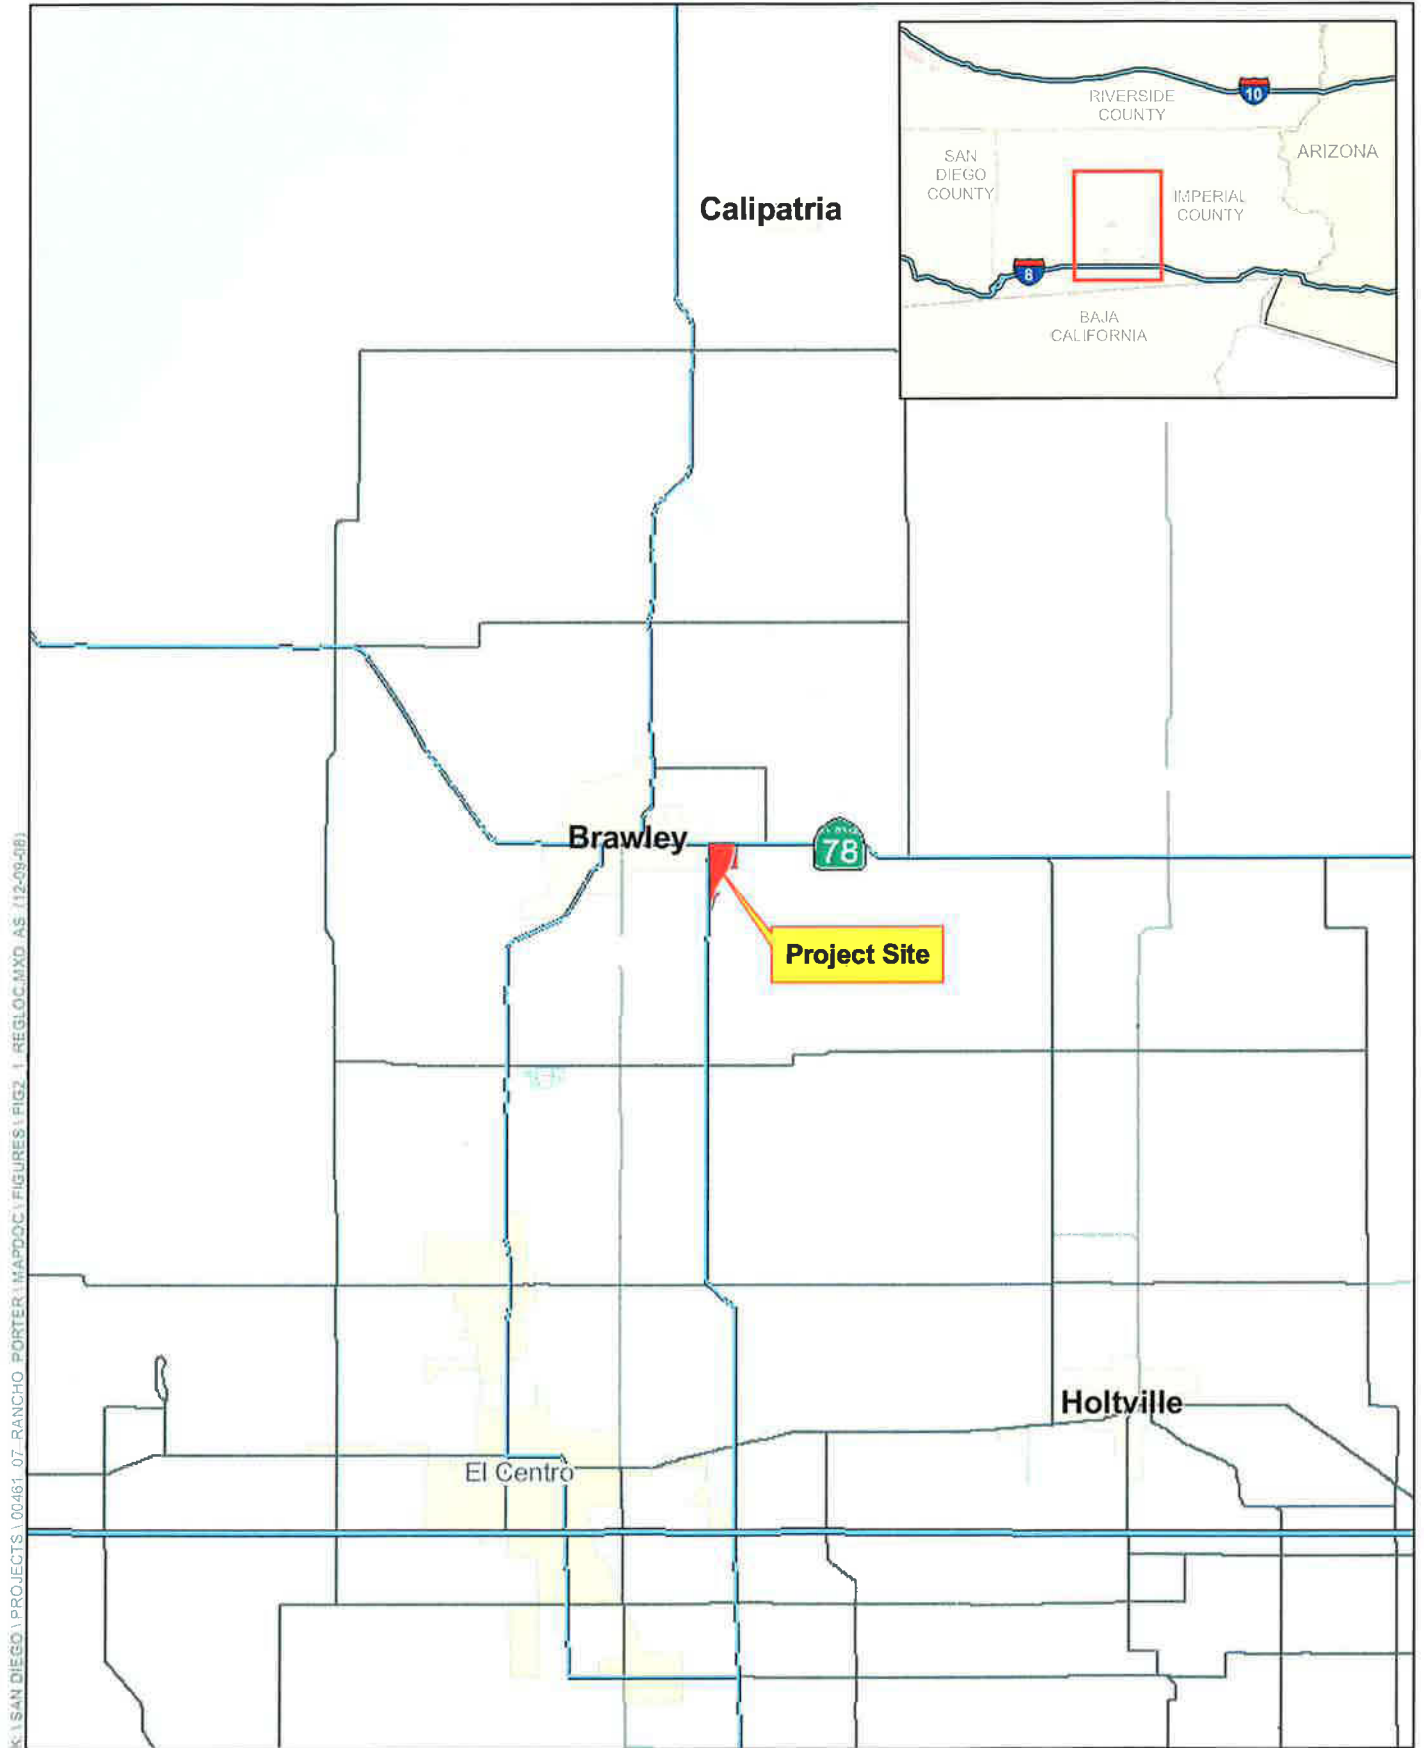 Calipatria
10
RIVERSIDE
COUNTY
SAN
DIEGO
COUNTY
ARIZONA
IMPERIAL
COUNTY
8
BAJA
CALIFORNIA
Brawley
78
Project Site
Holtville
El Centro
K:\SAN DIEGO\PROJECTS\00461_07_RANCHO_PORTER\MAPDOC\FIGURES\FIG2_1_REGLOC.MXD AS (12-09-08)